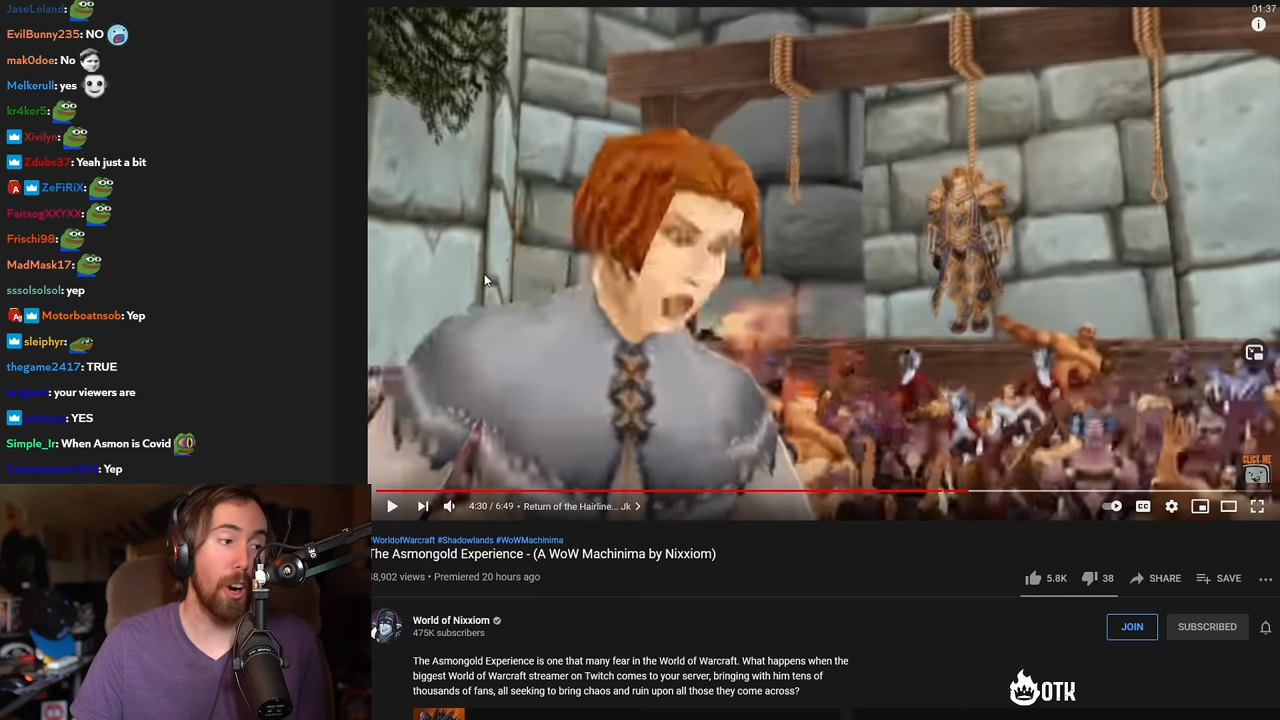 JaseLeland:
EvilBunny235: NO
mak0doe: No
Melkerull: yes
kr4ker5:
Xivilyn:
Zdubs37: Yeah just a bit
ZeFiRiX:
FaitxogXXYXX:
Frischi98:
MadMask17:
sssolsolsol: yep
Motorboatnsob: Yep
sleiphyr:
thegame2417: TRUE
: your viewers are
: YES
Simple_Ir: When Asmon is Covid
: Yep
01:37
CLICK ME
4:30 / 6:49 • Return of the Hairline... Jk
WorldofWarcraft #Shadowlands #WoWMachinima
The Asmongold Experience - (A WoW Machinima by Nixxiom)
8,902 views • Premiered 20 hours ago
5.8K
38
SHARE
SAVE
World of Nixxiom
475K subscribers
JOIN
SUBSCRIBED
The Asmongold Experience is one that many fear in the World of Warcraft. What happens when the
biggest World of Warcraft streamer on Twitch comes to your server, bringing with him tens of
thousands of fans, all seeking to bring chaos and ruin upon all those they come across?
OTK